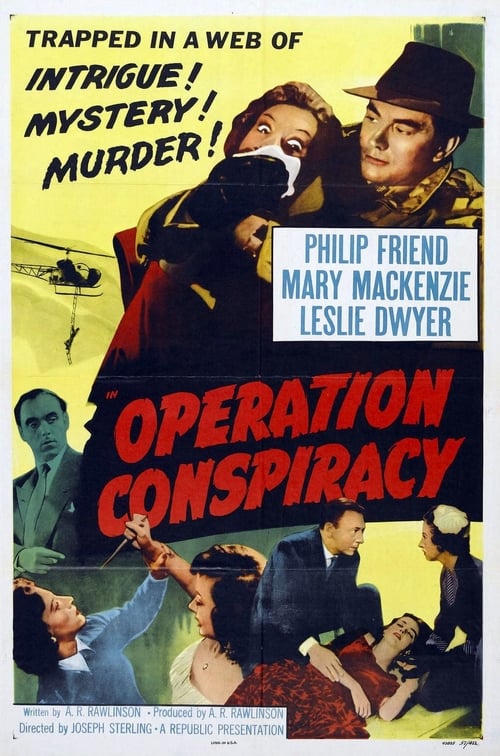 TRAPPED IN A WEB OF
INTRIGUE!
MYSTERY!
MURDER!
PHILIP FRIEND
MARY MACKENZIE
LESLIE DWYER
IN
OPERATION
CONSPIRACY
Written by A. R. RAWLINSON • Produced by A. R. RAWLINSON
Directed by JOSEPH STERLING • A REPUBLIC PRESENTATION